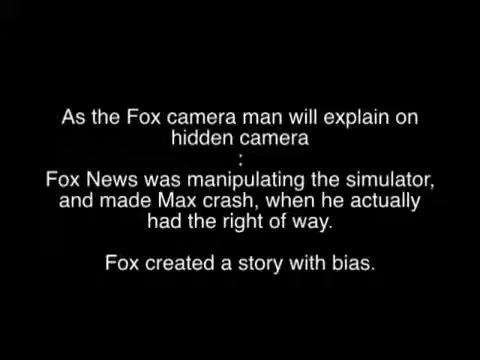 As the Fox camera man will explain on
hidden camera
:
Fox News was manipulating the simulator,
and made Max crash, when he actually
had the right of way.
Fox created a story with bias.